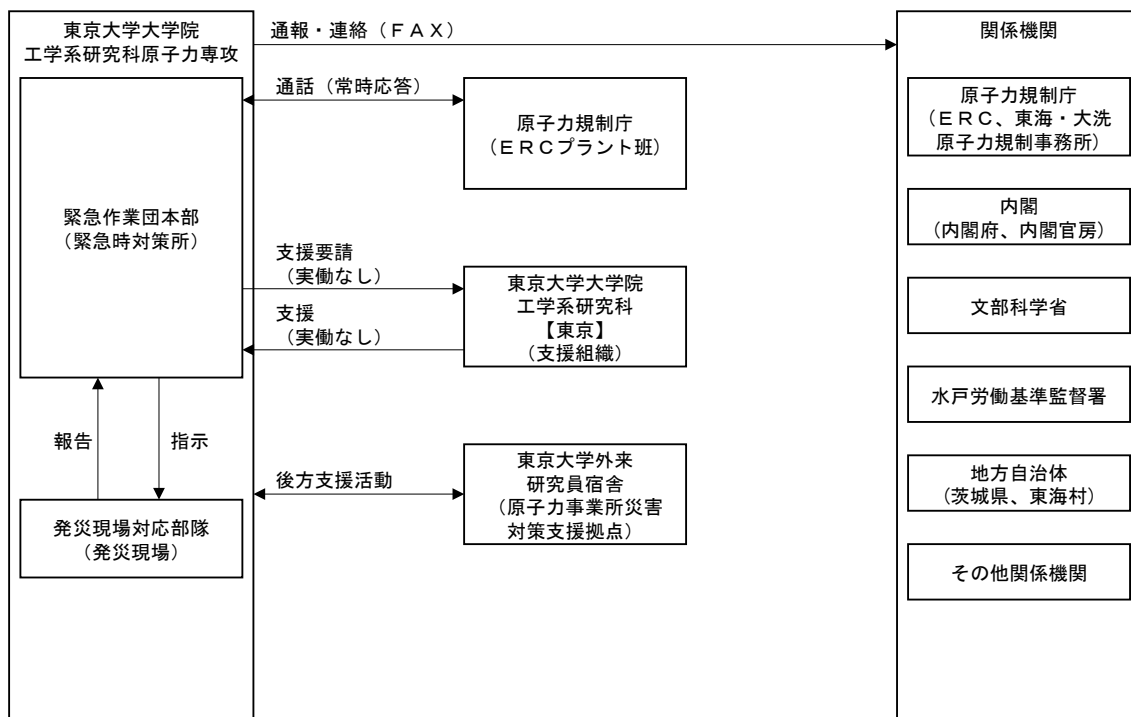 東京大学大学院
工学系研究科原子力専攻
緊急作業団本部
（緊急時対策所）
報告
指示
発災現場対応部隊
（発災現場）
通報・連絡（ＦＡＸ）
通話（常時応答）
原子力規制庁
（ＥＲＣプラント班）
支援要請
（実働なし）
支援
（実働なし）
東京大学大学院
工学系研究科
【東京】
（支援組織）
後方支援活動
東京大学外来
研究員宿舎
（原子力事業所災害
対策支援拠点）
関係機関
原子力規制庁
（ＥＲＣ、東海・大洗
原子力規制事務所）
内閣
（内閣府、内閣官房）
文部科学省
水戸労働基準監督署
地方自治体
（茨城県、東海村）
その他関係機関